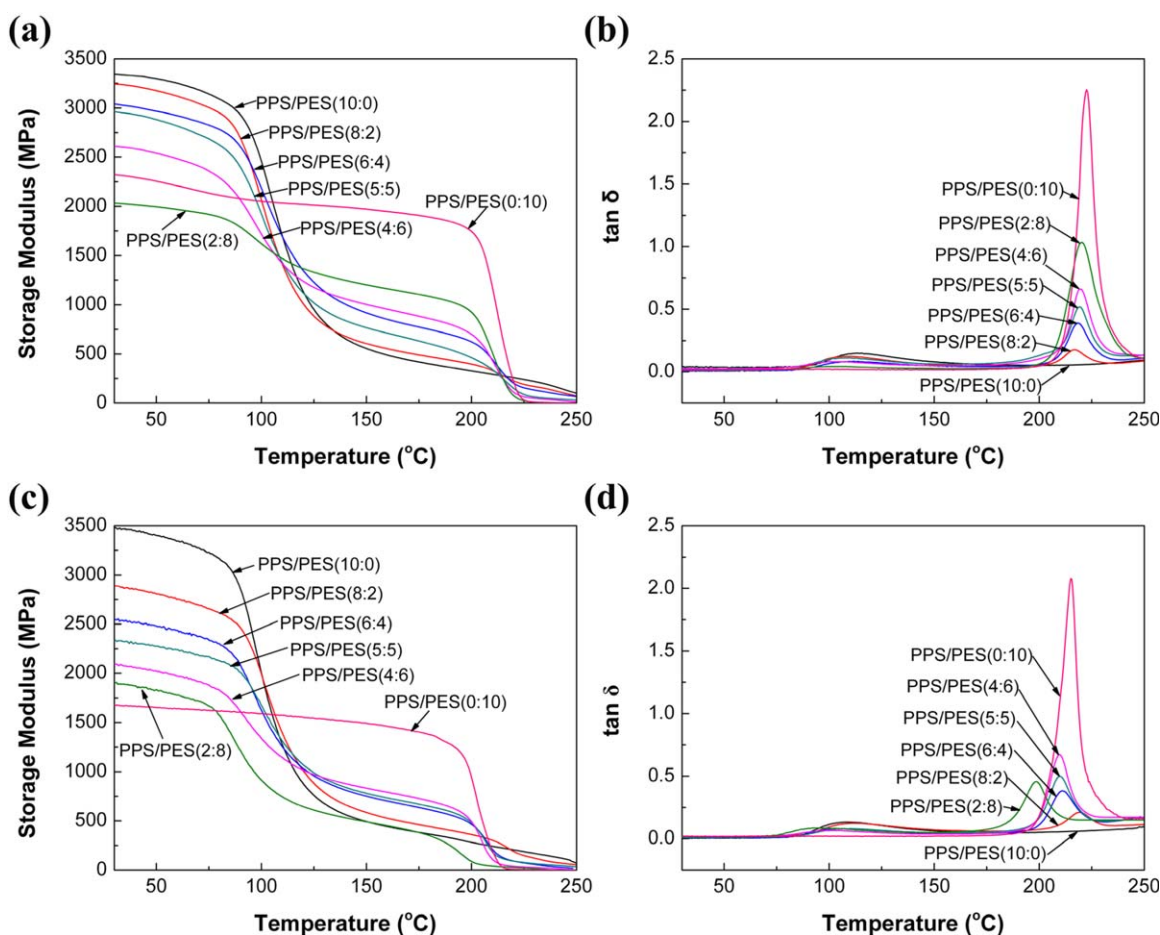 (a)
Storage Modulus (MPa)
3500
3000
2500
2000
1500
1000
500
0
PPS/PES(10:0)
PPS/PES(8:2)
PPS/PES(6:4)
PPS/PES(5:5)
PPS/PES(4:6)
PPS/PES(0:10)
PPS/PES(2:8)
50
100
150
200
250
Temperature (°C)
(b)
tan δ
2.5
2.0
1.5
1.0
0.5
0.0
PPS/PES(0:10)
PPS/PES(2:8)
PPS/PES(4:6)
PPS/PES(5:5)
PPS/PES(6:4)
PPS/PES(8:2)
PPS/PES(10:0)
50
100
150
200
250
Temperature (°C)
(c)
Storage Modulus (MPa)
3500
3000
2500
2000
1500
1000
500
0
PPS/PES(10:0)
PPS/PES(8:2)
PPS/PES(6:4)
PPS/PES(5:5)
PPS/PES(4:6)
PPS/PES(0:10)
PPS/PES(2:8)
50
100
150
200
250
Temperature (°C)
(d)
tan δ
2.5
2.0
1.5
1.0
0.5
0.0
PPS/PES(0:10)
PPS/PES(4:6)
PPS/PES(5:5)
PPS/PES(6:4)
PPS/PES(8:2)
PPS/PES(2:8)
PPS/PES(10:0)
50
100
150
200
250
Temperature (°C)